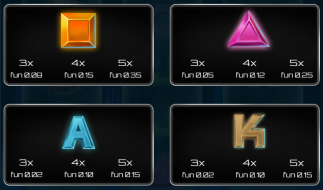 3x 4x 5x
fun 0.08 fun 0.15 fun 0.35
3x 4x 5x
fun 0.05 fun 0.12 fun 0.25
A
3x 4x 5x
fun 0.02 fun 0.10 fun 0.15
K
3x 4x 5x
fun 0.02 fun 0.10 fun 0.15